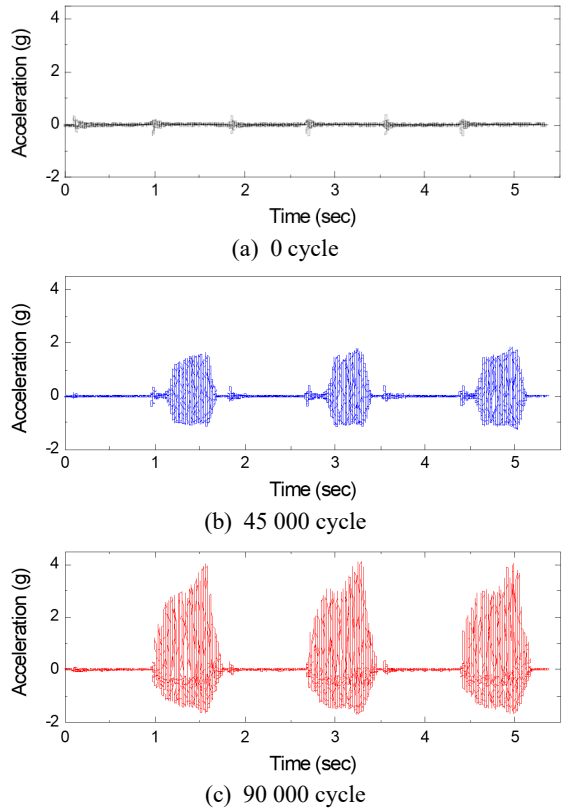 Acceleration (g)
4
2
0
-2
0 1 2 3 4 5
Time (sec)
(a) 0 cycle
Acceleration (g)
4
2
0
-2
0 1 2 3 4 5
Time (sec)
(b) 45 000 cycle
Acceleration (g)
4
2
0
-2
0 1 2 3 4 5
Time (sec)
(c) 90 000 cycle